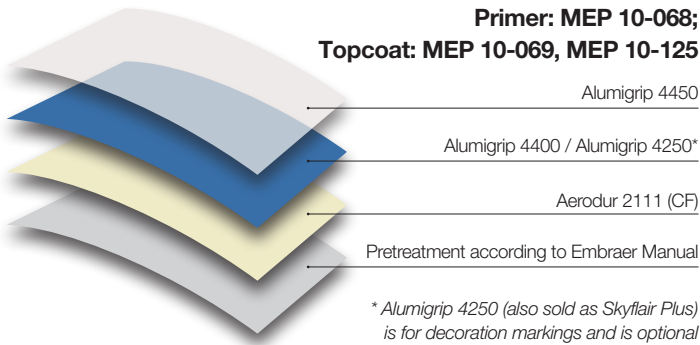 Primer: MEP 10-068;
Topcoat: MEP 10-069, MEP 10-125
Alumigrip 4450
Alumigrip 4400 / Alumigrip 4250*
Aerodur 2111 (CF)
Pretreatment according to Embraer Manual
* Alumigrip 4250 (also sold as Skyflair Plus)
is for decoration markings and is optional